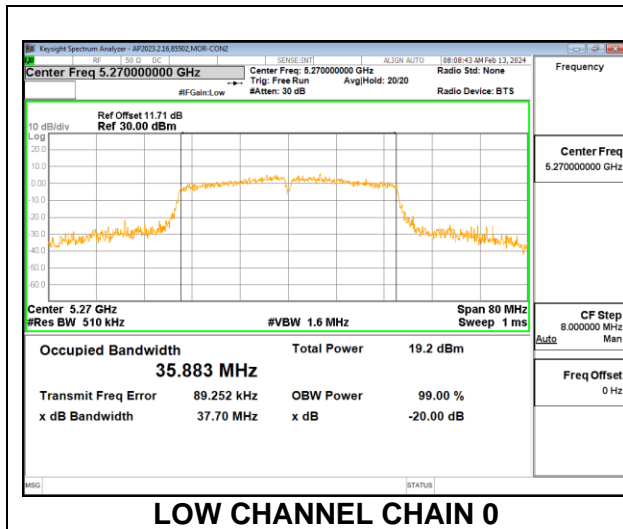 Keysight Spectrum Analyzer - AP2023.2.16,85502,MOR-CON2
RF 50 Ω DC SENSE:INT ALIGN AUTO 08:08:43 AM Feb 13, 2024
Center Freq 5.270000000 GHz
Center Freq: 5.270000000 GHz Radio Std: None
Trig: Free Run Avg|Hold: 20/20
#IFGain:Low #Atten: 30 dB Radio Device: BTS
Frequency
Ref Offset 11.71 dB
10 dB/div Ref 30.00 dBm
Log
20.0
10.0
0.00
-10.0
-20.0
-30.0
-40.0
-50.0
-60.0
Center Freq
5.270000000 GHz
Center 5.27 GHz Span 80 MHz
#Res BW 510 kHz #VBW 1.6 MHz Sweep 1 ms
CF Step
8.000000 MHz
Auto Man
Occupied Bandwidth Total Power 19.2 dBm
35.883 MHz
Transmit Freq Error 89.252 kHz OBW Power 99.00 %
x dB Bandwidth 37.70 MHz x dB -20.00 dB
Freq Offset
0 Hz
MSG STATUS
LOW CHANNEL CHAIN 0